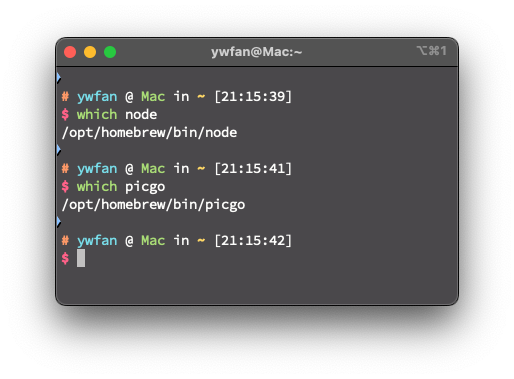 ywfan@Mac:~
⌥⌘1
# ywfan @ Mac in ~ [21:15:39]
$ which node
/opt/homebrew/bin/node
# ywfan @ Mac in ~ [21:15:41]
$ which picgo
/opt/homebrew/bin/picgo
# ywfan @ Mac in ~ [21:15:42]
$